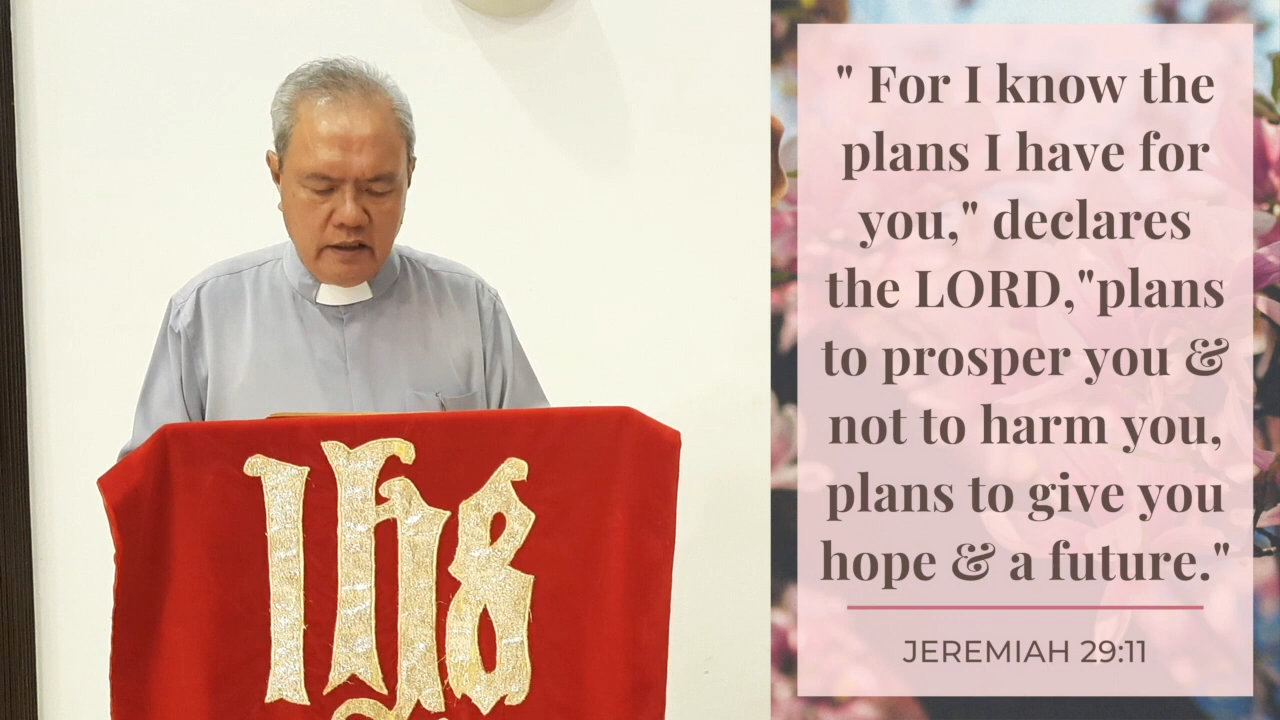 Ihs
" For I know the
plans I have for
you," declares
the LORD,"plans
to prosper you &
not to harm you,
plans to give you
hope & a future."
JEREMIAH 29:11